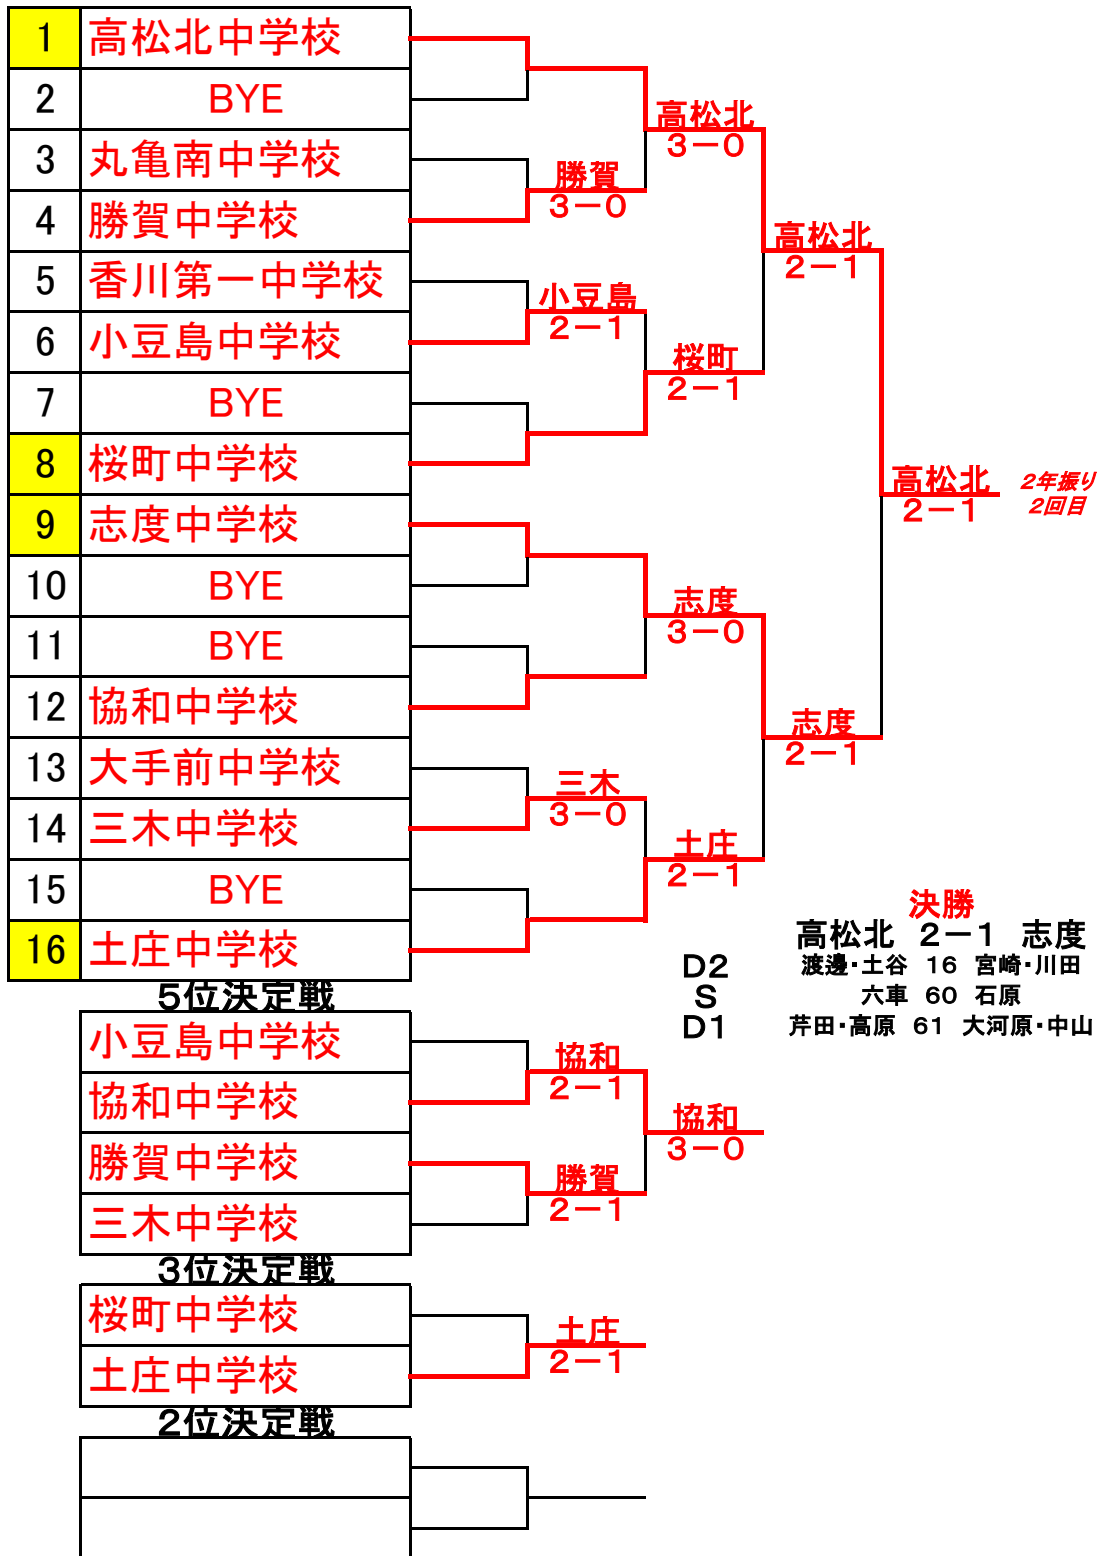 1 高松北中学校
2 BYE
3 丸亀南中学校
4 勝賀中学校
5 香川第一中学校
6 小豆島中学校
7 BYE
8 桜町中学校
9 志度中学校
10 BYE
11 BYE
12 協和中学校
13 大手前中学校
14 三木中学校
15 BYE
16 土庄中学校
勝賀
3－0
小豆島
2－1
三木
3－0
高松北
3－0
桜町
2－1
志度
3－0
土庄
2－1
高松北
2－1
志度
2－1
高松北
2－1
2年振り
2回目
決勝
高松北 2－1 志度
D2 渡邊・土谷 16 宮崎・川田
S 六車 60 石原
D1 芹田・高原 61 大河原・中山
5位決定戦
小豆島中学校
協和中学校
勝賀中学校
三木中学校
協和
2－1
勝賀
2－1
協和
3－0
3位決定戦
桜町中学校
土庄中学校
土庄
2－1
2位決定戦